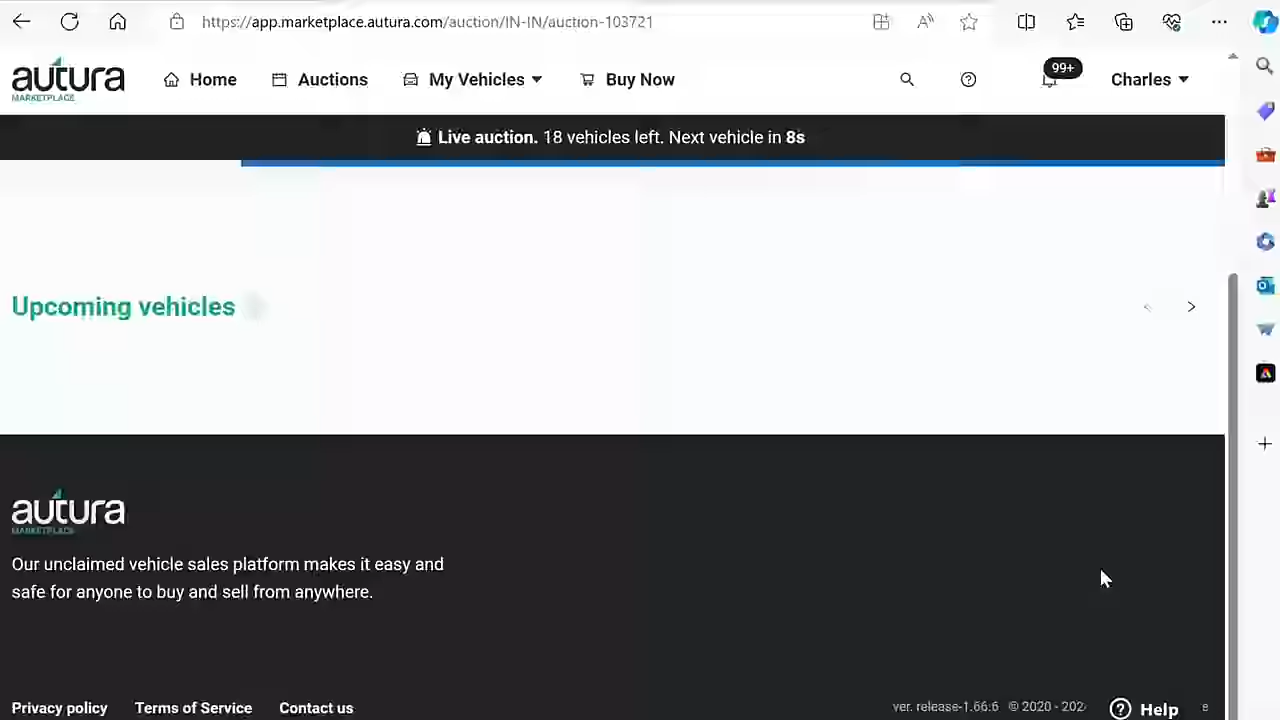 https://app.marketplace.autura.com/auction/IN-IN/auction-103721
autura
MARKETPLACE
Home
Auctions
My Vehicles
Buy Now
99+
Charles
Live auction. 18 vehicles left. Next vehicle in 8s
Upcoming vehicles
autura
MARKETPLACE
Our unclaimed vehicle sales platform makes it easy and
safe for anyone to buy and sell from anywhere.
Privacy policy
Terms of Service
Contact us
ver. release-1.66.6 © 2020 - 202
Help
e